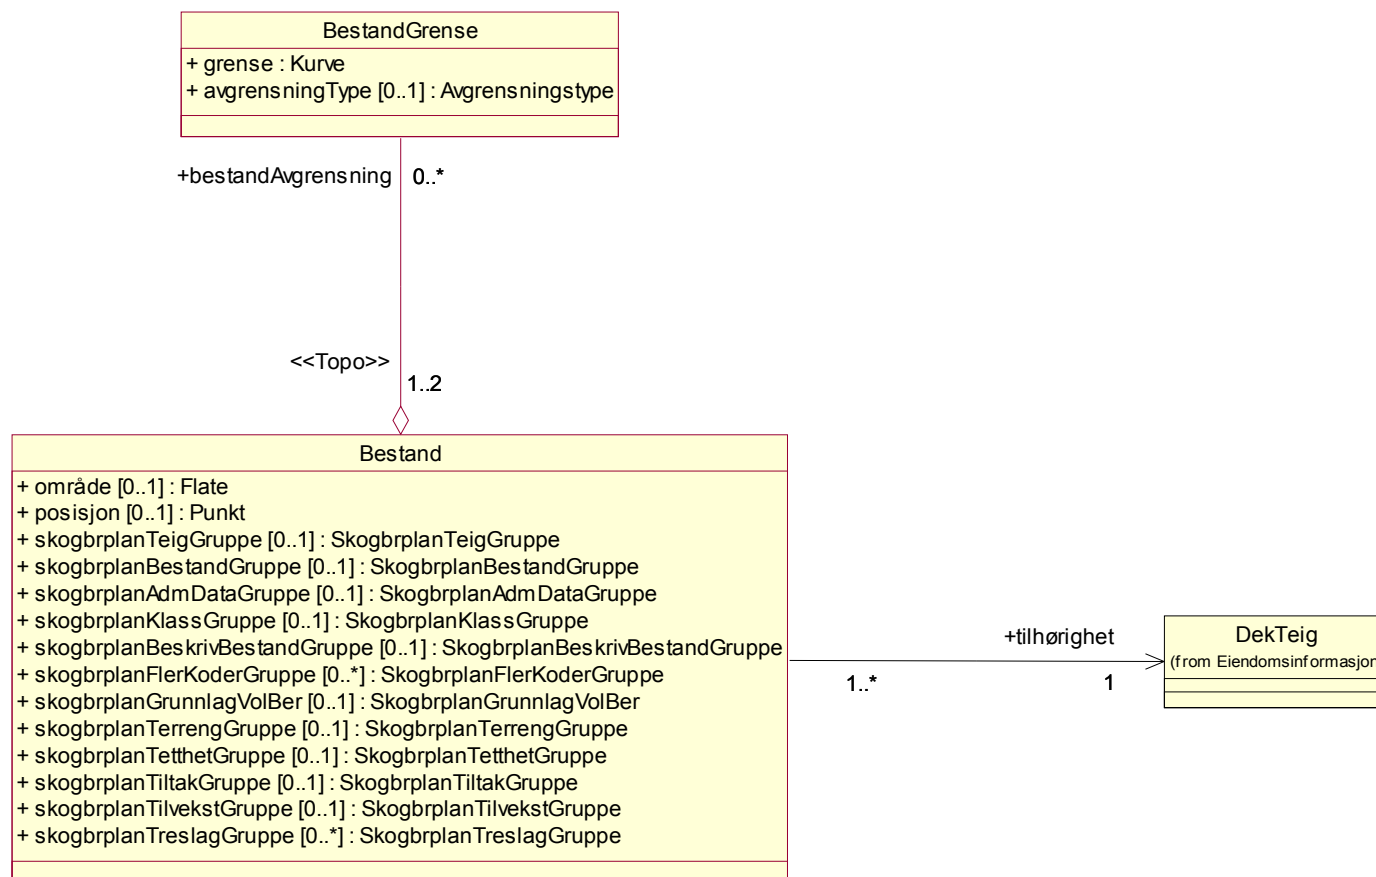 BestandGrense
+ grense : Kurve
+ avgrensningType [0..1] : Avgrensningstype
+bestandAvgrensning
0..*
<<Topo>>
1..2
Bestand
+ område [0..1] : Flate
+ posisjon [0..1] : Punkt
+ skogbrplanTeigGruppe [0..1] : SkogbrplanTeigGruppe
+ skogbrplanBestandGruppe [0..1] : SkogbrplanBestandGruppe
+ skogbrplanAdmDataGruppe [0..1] : SkogbrplanAdmDataGruppe
+ skogbrplanKlassGruppe [0..1] : SkogbrplanKlassGruppe
+ skogbrplanBeskrivBestandGruppe [0..1] : SkogbrplanBeskrivBestandGruppe
+ skogbrplanFlerKoderGruppe [0..*] : SkogbrplanFlerKoderGruppe
+ skogbrplanGrunnlagVolBer [0..1] : SkogbrplanGrunnlagVolBer
+ skogbrplanTerrengGruppe [0..1] : SkogbrplanTerrengGruppe
+ skogbrplanTetthetGruppe [0..1] : SkogbrplanTetthetGruppe
+ skogbrplanTiltakGruppe [0..1] : SkogbrplanTiltakGruppe
+ skogbrplanTilvekstGruppe [0..1] : SkogbrplanTilvekstGruppe
+ skogbrplanTreslagGruppe [0..*] : SkogbrplanTreslagGruppe
+tilhørighet
1..*
1
DekTeig
(from Eiendomsinformasjon